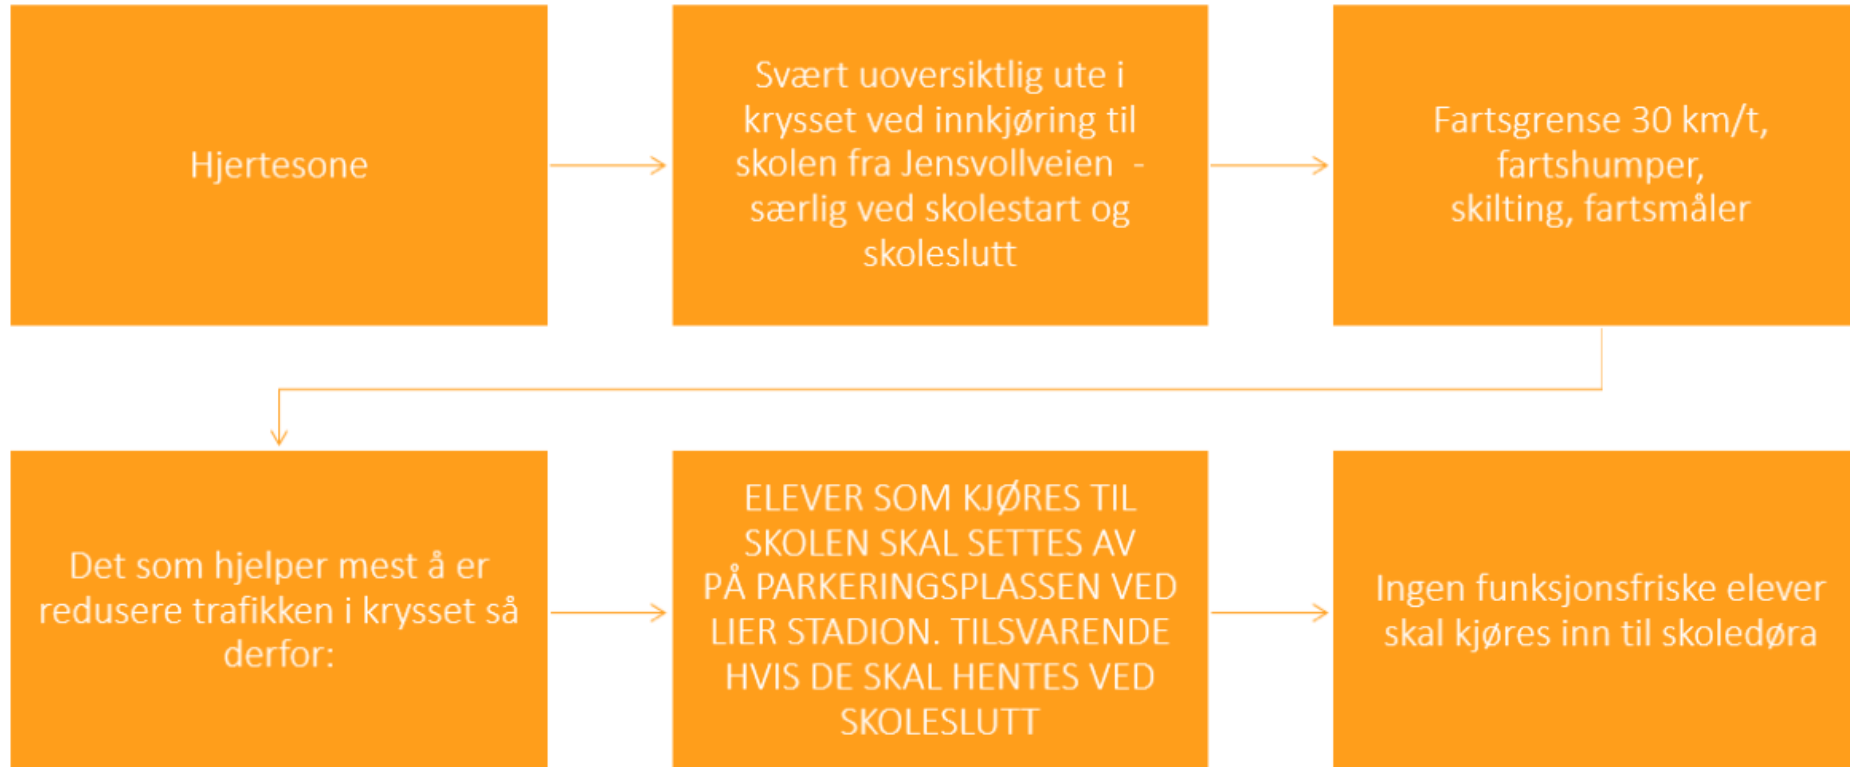 Hjertesone
Svært uoversiktlig ute i
krysset ved innkjøring til
skolen fra Jensvollveien -
særlig ved skolestart og
skoleslutt
Fartsgrense 30 km/t,
fartshumper,
skilting, fartsmåler
Det som hjelper mest å er
redusere trafikken i krysset så
derfor:
ELEVER SOM KJØRES TIL
SKOLEN SKAL SETTES AV
PÅ PARKERINGSPLASSEN VED
LIER STADION. TILSVARENDE
HVIS DE SKAL HENTES VED
SKOLESLUTT
Ingen funksjonsfriske elever
skal kjøres inn til skoledøra